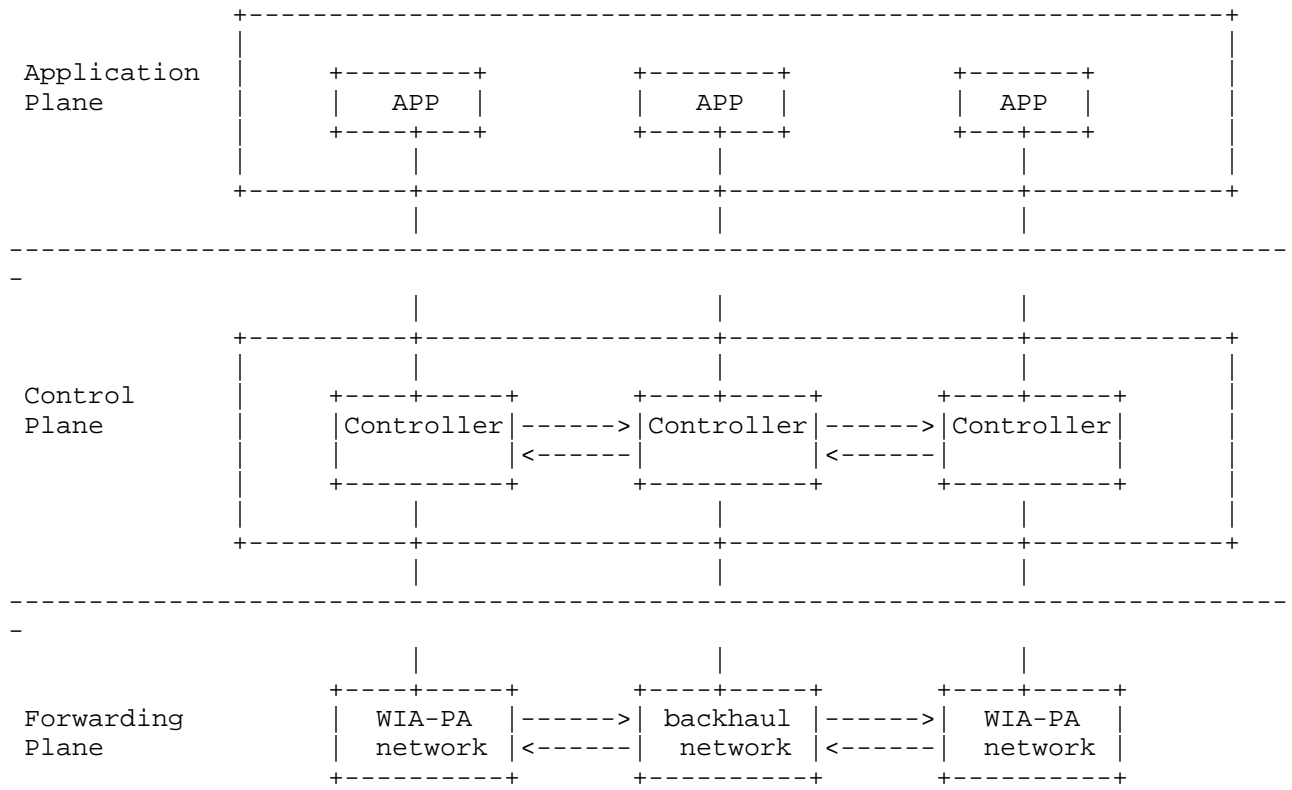 Application
Plane
APP APP APP
Control
Plane
Controller ------> Controller ------> Controller
<------ <------
Forwarding
Plane
WIA-PA ------> backhaul ------> WIA-PA
network <------ network <------ network